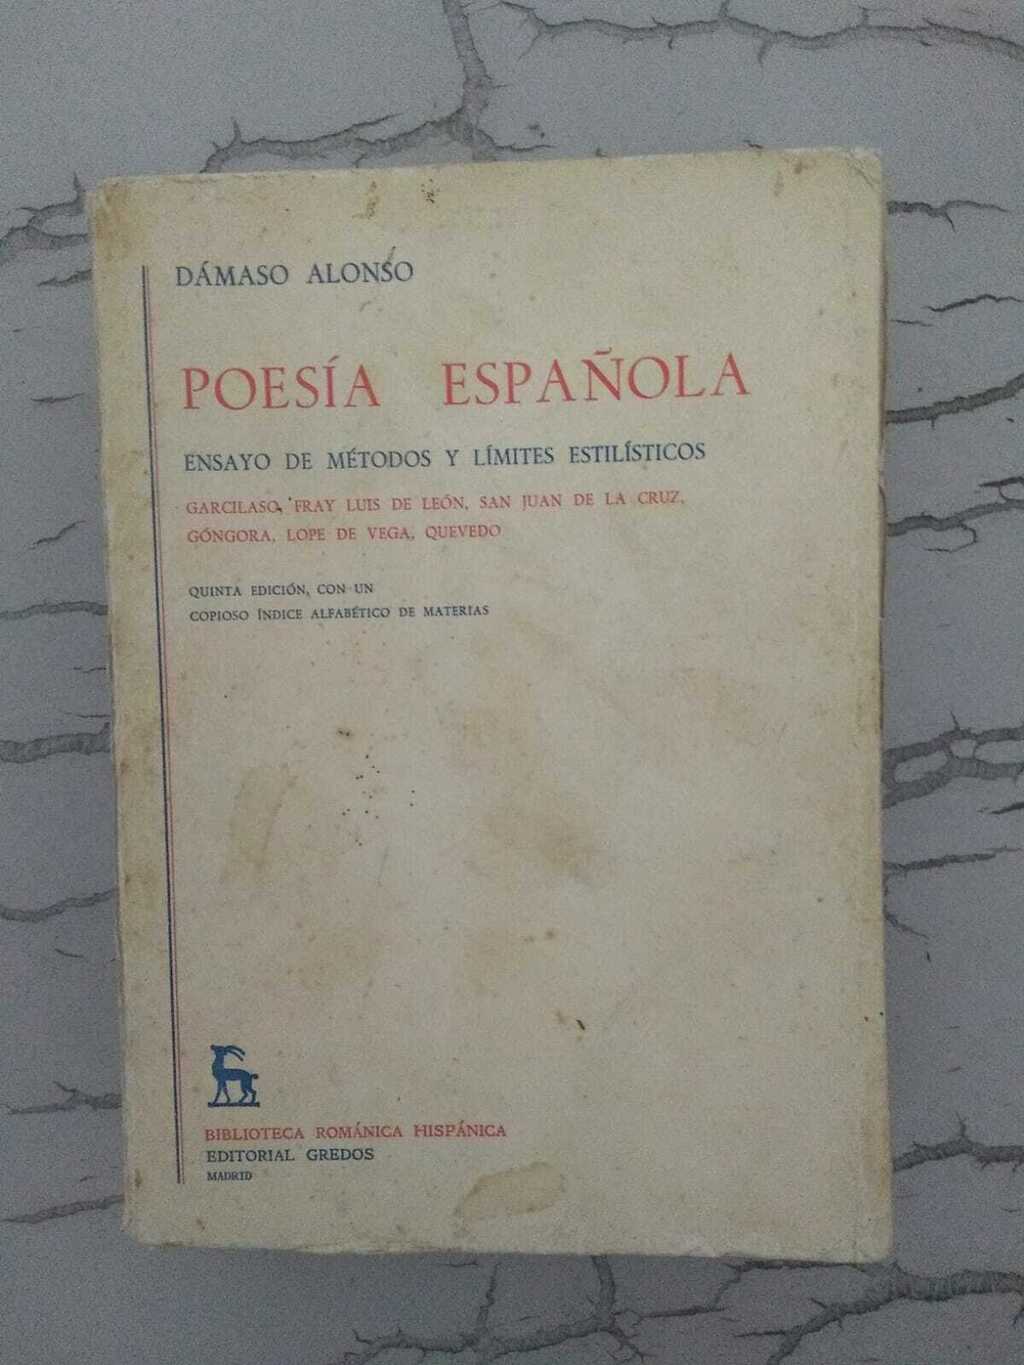 DÁMASO ALONSO
POESÍA ESPAÑOLA
ENSAYO DE MÉTODOS Y LÍMITES ESTILÍSTICOS
GARCILASO, FRAY LUIS DE LEÓN, SAN JUAN DE LA CRUZ,
GÓNGORA, LOPE DE VEGA, QUEVEDO
QUINTA EDICIÓN, CON UN
COPIOSO ÍNDICE ALFABÉTICO DE MATERIAS
BIBLIOTECA ROMÁNICA HISPÁNICA
EDITORIAL GREDOS
MADRID